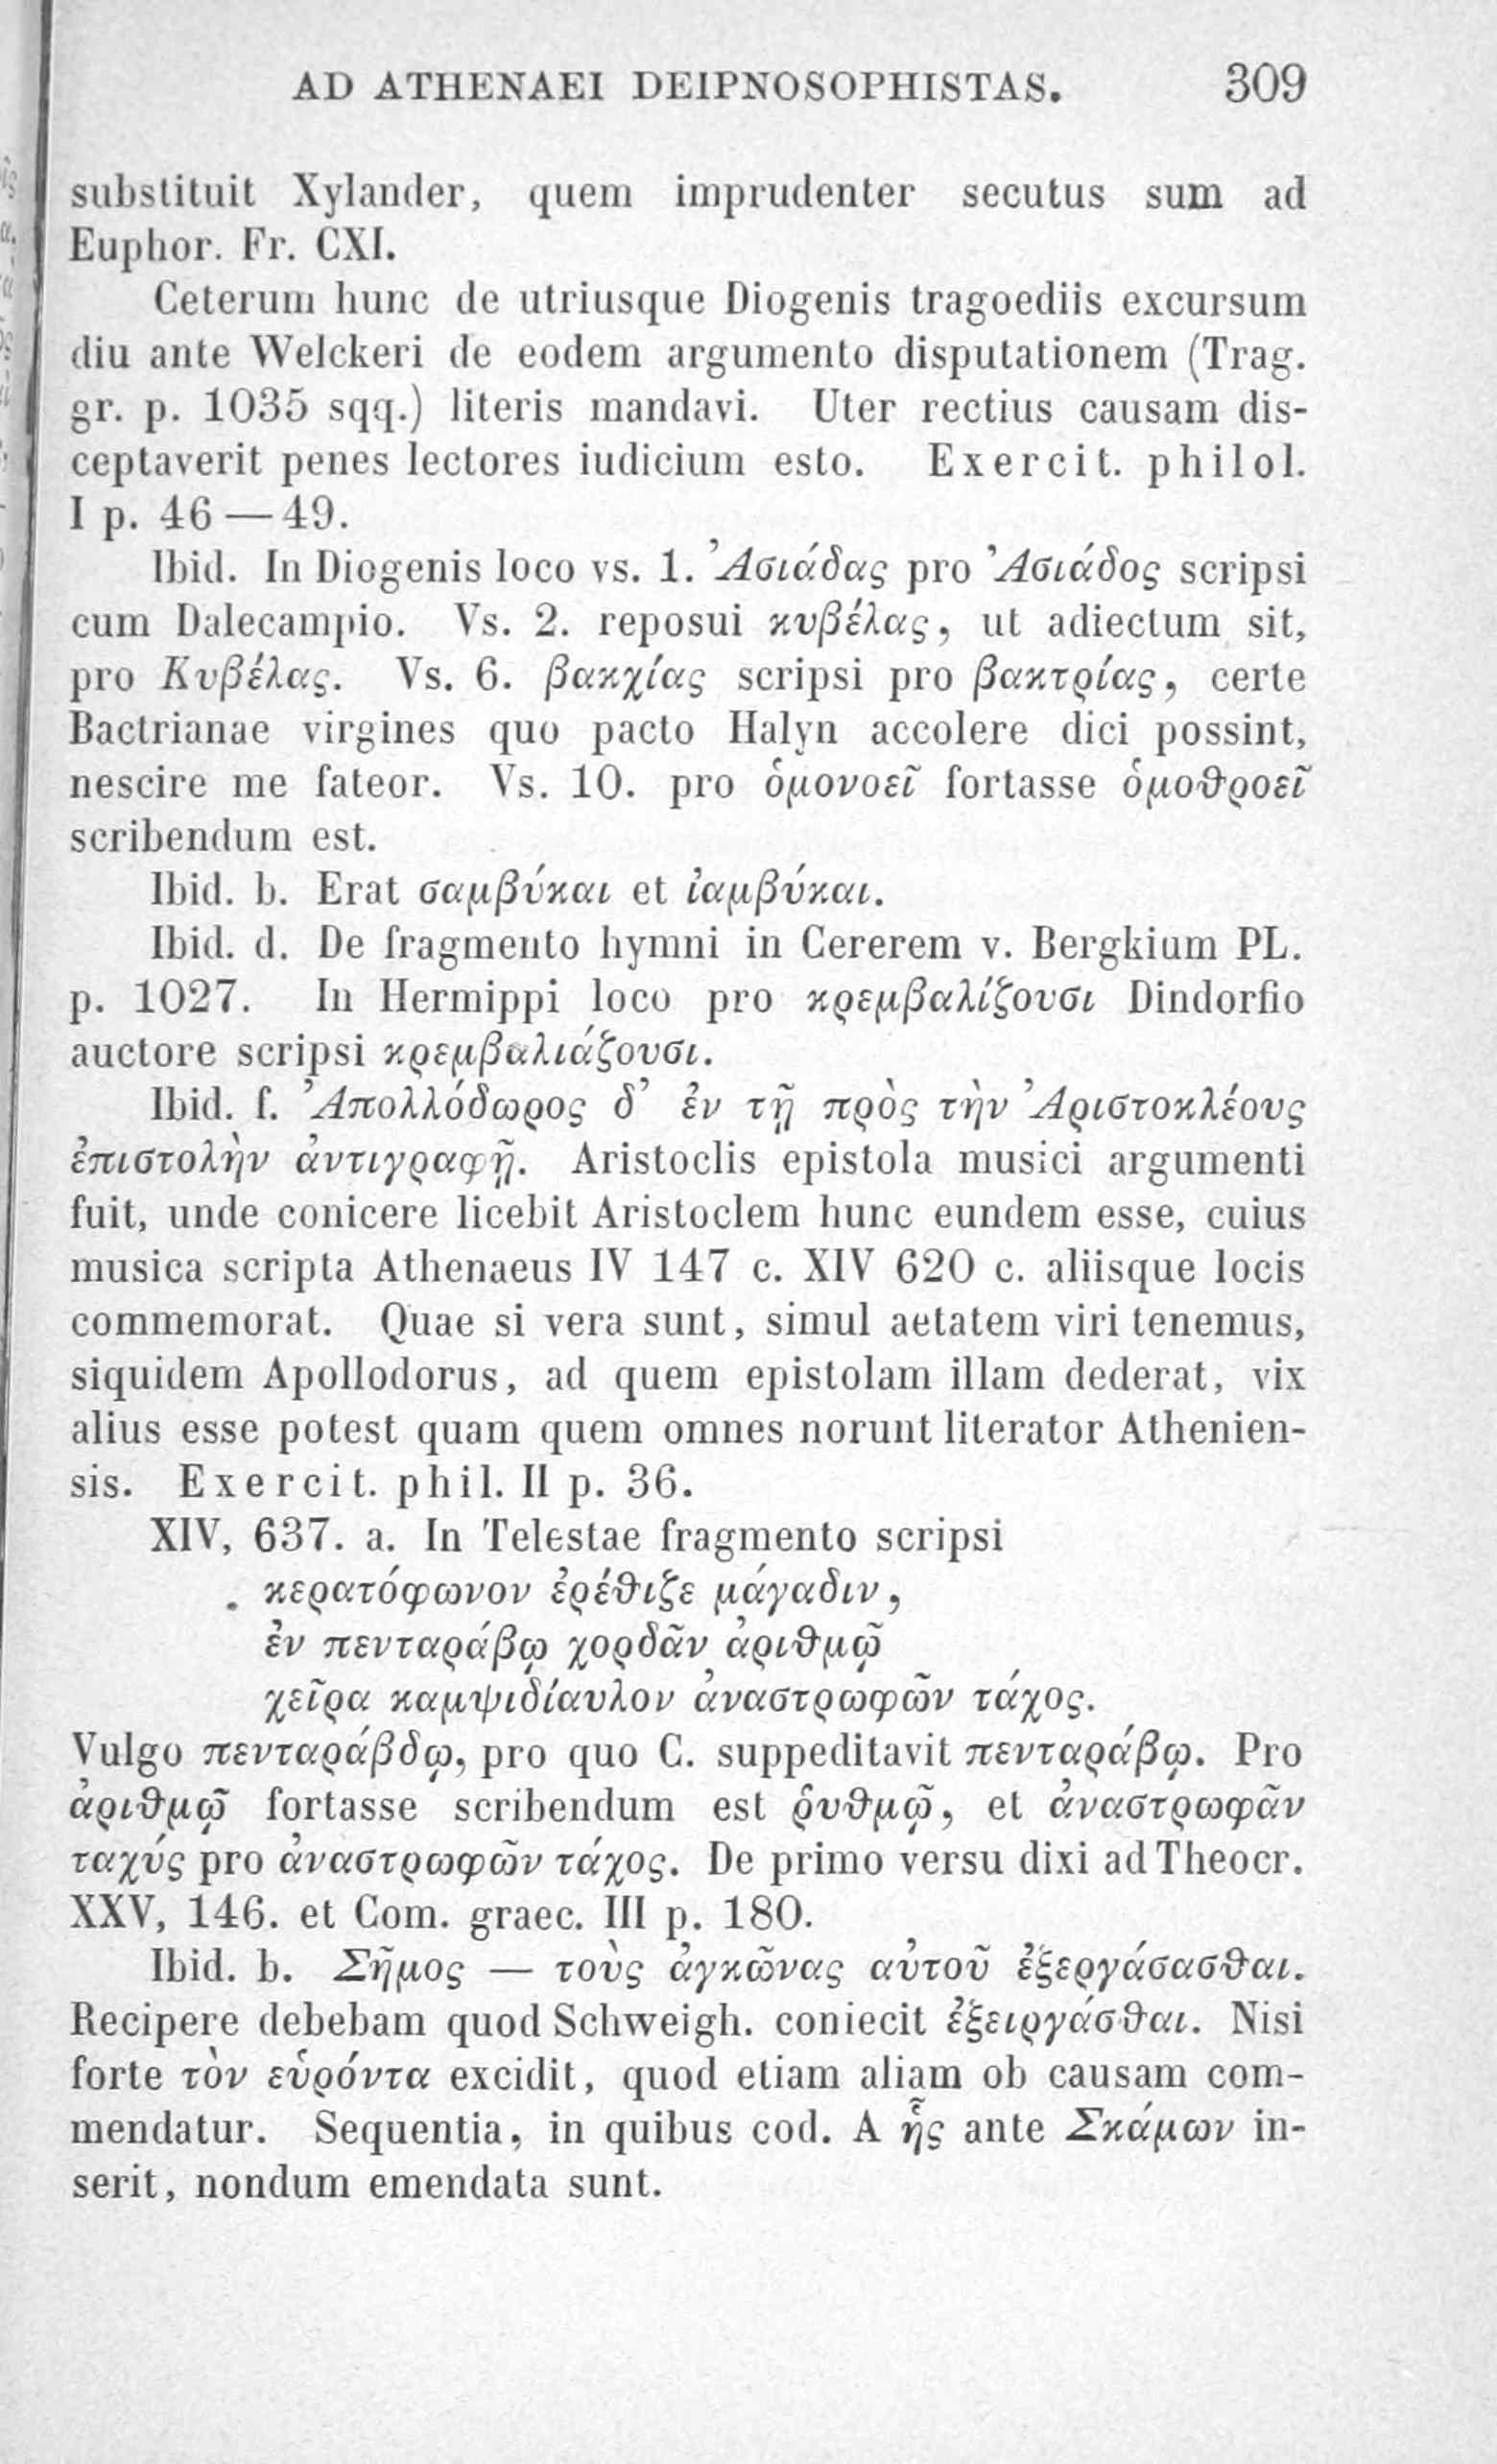 AD ATHENAEI DEIPNOSOPHISTAS. 309
substituit Xylander, quem imprudenter secutus sum ad
Euphor. Fr. CXI.
Ceterum hunc de utriusque Diogenis tragoediis excursum
diu ante Welckeri de eodem argumento disputationem (Trag.
gr. p. 1035 sqq.) literis mandavi. Uter rectius causam dis-
ceptaverit penes lectores iudicium esto. Exercit. philol.
I p. 46—49.
Ibid. In Diogenis loco vs. 1. Ἀσιάδας pro Ἀσιάδος scripsi
cum Dalecampio. Vs. 2. reposui κυβέλας, ut adiectum sit,
pro Κυβέλας. Vs. 6. βακχίας scripsi pro βακτρίας, certe
Bactrianae virgines quo pacto Halyn accolere dici possint,
nescire me fateor. Vs. 10. pro ὁμονοεῖ fortasse ὁμοθροεῖ
scribendum est.
Ibid. b. Erat σαμβύκαι et ἰαμβύκαι.
Ibid. d. De fragmento hymni in Cererem v. Bergkium PL.
p. 1027. In Hermippi loco pro κρεμβαλίζουσι Dindorfio
auctore scripsi κρεμβαλιάζουσι.
Ibid. f. Ἀπολλόδωρος δ’ ἐν τῇ πρὸς τὴν Ἀριστοκλέους
ἐπιστολὴν ἀντιγραφῇ. Aristoclis epistola musici argumenti
fuit, unde conicere licebit Aristoclem hunc eundem esse, cuius
musica scripta Athenaeus IV 147 c. XIV 620 c. aliisque locis
commemorat. Quae si vera sunt, simul aetatem viri tenemus,
siquidem Apollodorus, ad quem epistolam illam dederat, vix
alius esse potest quam quem omnes norunt literator Athenien-
sis. Exercit. phil. II p. 36.
XIV, 637. a. In Telestae fragmento scripsi
κερατόφωνον ἐρέθιζε μάγαδιν,
ἐν πενταράβῳ χορδᾶν ἀριθμῷ
χεῖρα καμψιδίαυλον ἀναστρωφῶν τάχος.
Vulgo πενταράβδῳ, pro quo C. suppeditavit πενταράβῳ. Pro
ἀριθμῷ fortasse scribendum est ῥυθμῷ, et ἀναστρωφᾶν
ταχύς pro ἀναστρωφῶν τάχος. De primo versu dixi ad Theocr.
XXV, 146. et Com. graec. III p. 180.
Ibid. b. Σῆμος — τοὺς ἀγκῶνας αὐτοῦ ἐξεργάσασθαι.
Recipere debebam quod Schweigh. coniecit ἐξειργάσθαι. Nisi
forte τὸν εὑρόντα excidit, quod etiam aliam ob causam com-
mendatur. Sequentia, in quibus cod. A ἧς ante Σκάμων in-
serit, nondum emendata sunt.